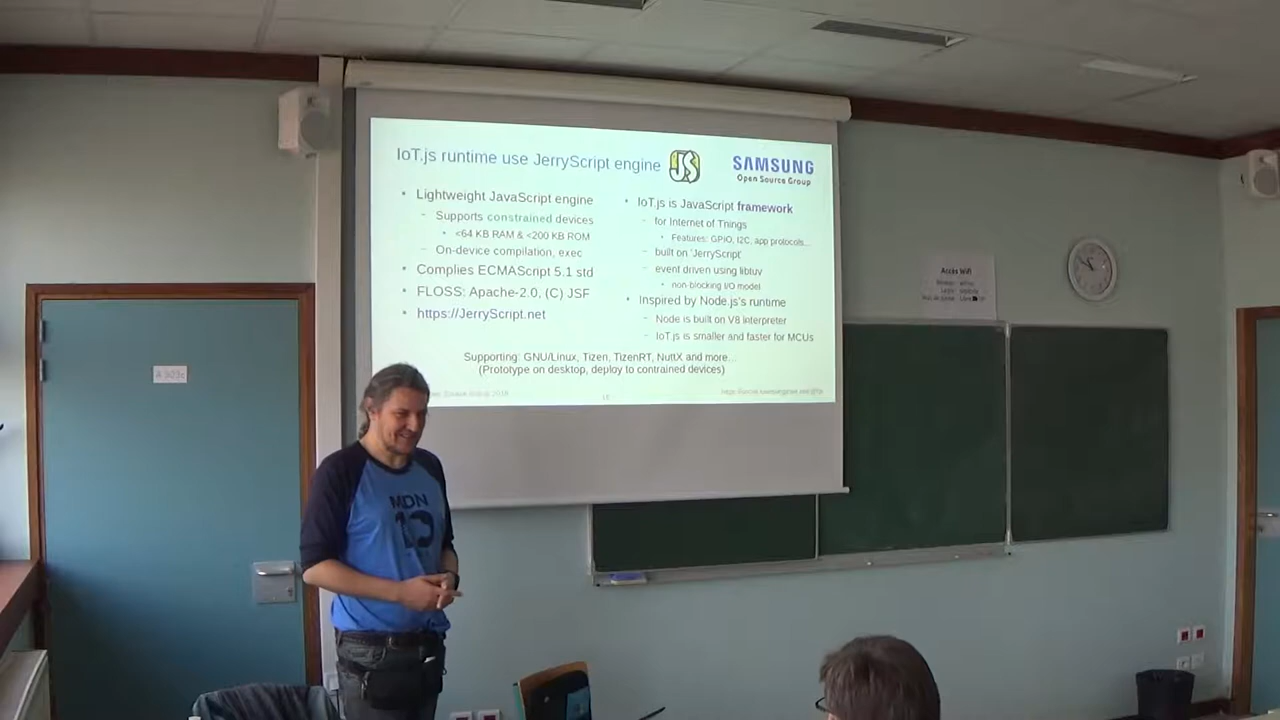 IoT.js runtime use JerryScript engine
JS
SAMSUNG
Open Source Group
• Lightweight JavaScript engine
– Supports constrained devices
• <64 KB RAM & <200 KB ROM
– On-device compilation, exec
• Complies ECMAScript 5.1 std
• FLOSS: Apache-2.0, (C) JSF
• https://JerryScript.net
• IoT.js is JavaScript framework
– for Internet of Things
• Features: GPIO, I2C, app protocols...
– built on 'JerryScript'
– event driven using libtuv
• non blocking I/O model
• Inspired by Node.js's runtime
– Node is built on V8 interpreter
– IoT.js is smaller and faster for MCUs
Supporting: GNU/Linux, Tizen, TizenRT, NuttX and more...
(Prototype on desktop, deploy to contrained devices)
16
Accès Wifi
MDN
10